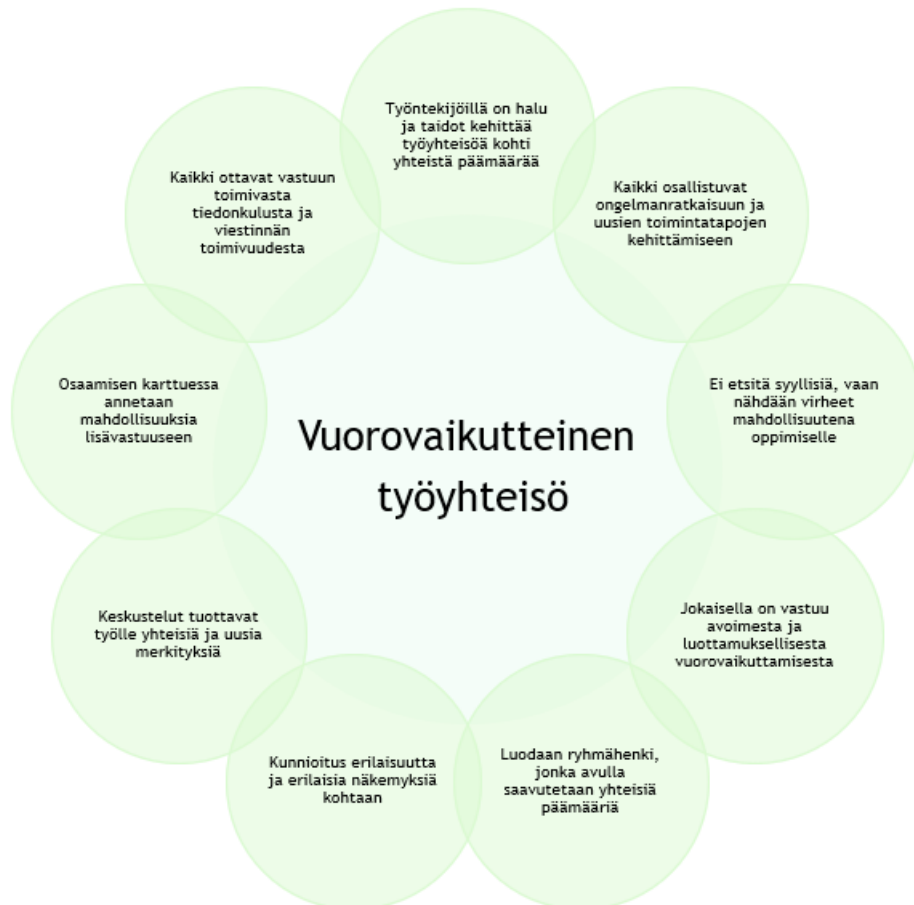 Työntekijöillä on halu
ja taidot kehittää
työyhteisöä kohti
yhteistä päämäärää
Kaikki osallistuvat
ongelmanratkaisuun ja
uusien toimintatapojen
kehittämiseen
Ei etsitä syyllisiä, vaan
nähdään virheet
mahdollisuutena
oppimiselle
Jokaisella on vastuu
avoimesta ja
luottamuksellisesta
vuorovaikuttamisesta
Luodaan ryhmähenki,
jonka avulla
saavutetaan yhteisiä
päämääriä
Kunnioitus erilaisuutta
ja erilaisia näkemyksiä
kohtaan
Keskustelut tuottavat
työlle yhteisiä ja uusia
merkityksiä
Osaamisen karttuessa
annetaan
mahdollisuuksia
lisävastuuseen
Kaikki ottavat vastuun
toimivasta
tiedonkulusta ja
viestinnän
toimivuudesta
Vuorovaikutteinen
työyhteisö